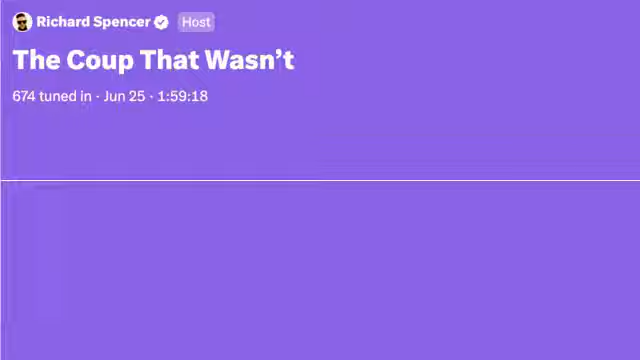 Richard Spencer Host
The Coup That Wasn’t
674 tuned in · Jun 25 · 1:59:18